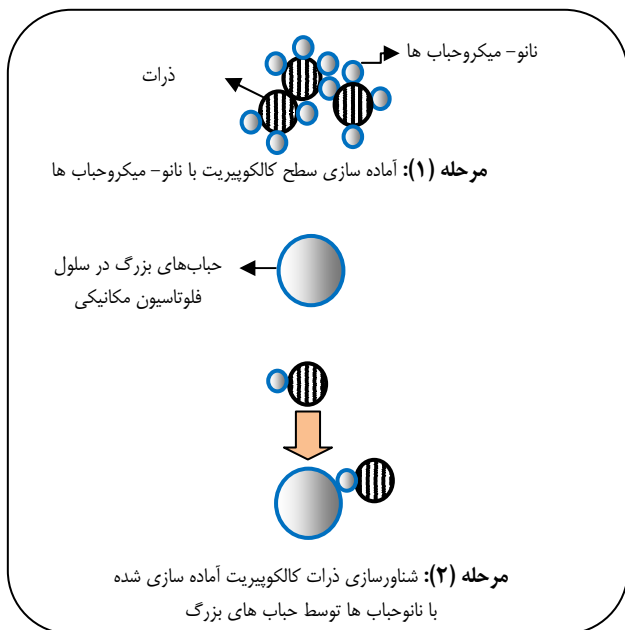 نانو- میکروحباب ها
ذرات
مرحله (۱): آماده سازی سطح کالکوپیریت با نانو- میکروحباب ها
حباب‌های بزرگ در سلول
فلوتاسیون مکانیکی
مرحله (۲): شناورسازی ذرات کالکوپیریت آماده سازی شده
با نانوحباب ها توسط حباب های بزرگ